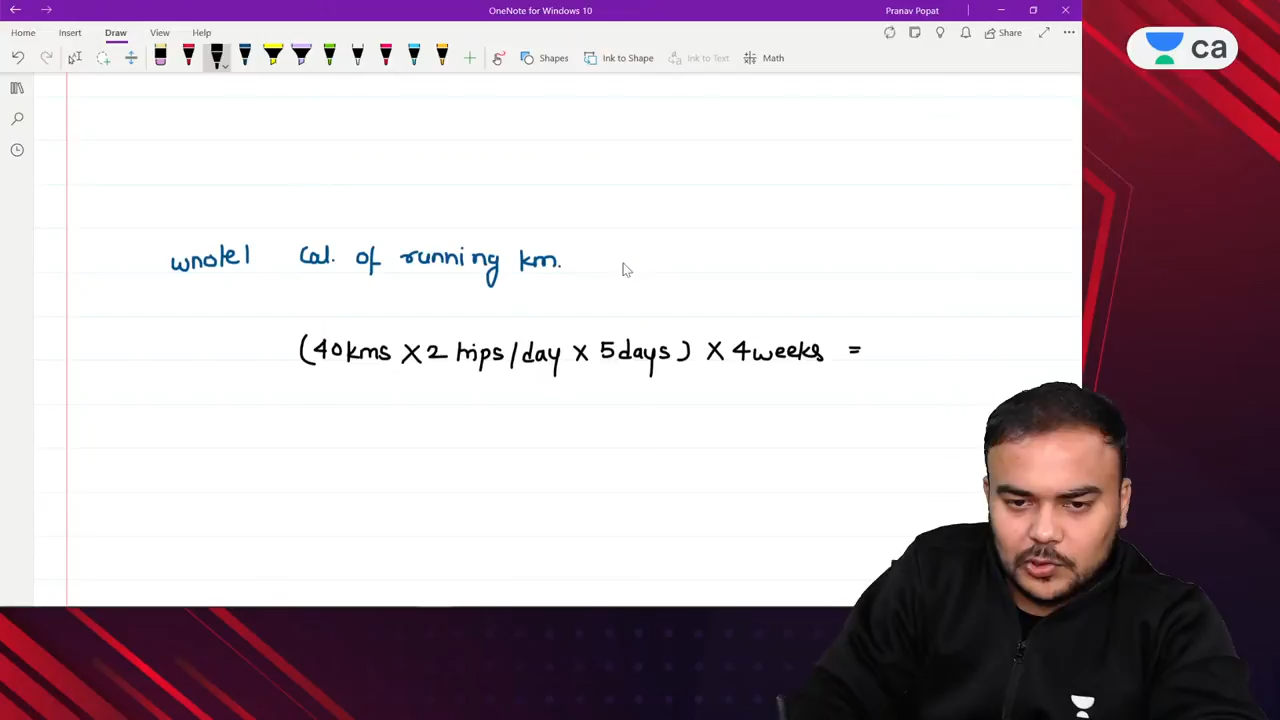 OneNote for Windows 10
Pranav Popat
Home Insert Draw View Help
Share
Shapes Ink to Shape Ink to Text Math
ca
wnote1 Cal. of running km.
(40kms X 2 trips/day x 5days) X 4weeks =